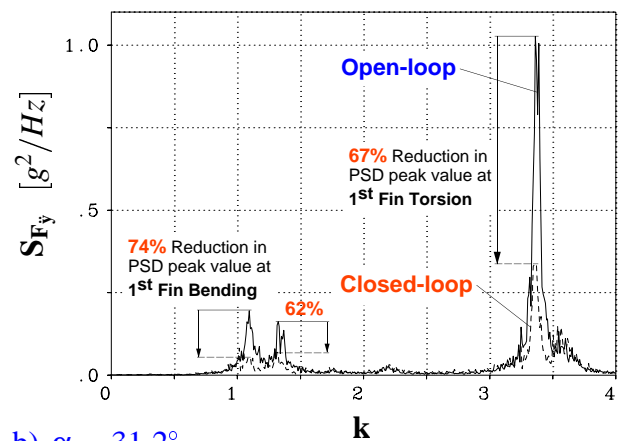 1.0
Open-loop
67% Reduction in
PSD peak value at
1st Fin Torsion
S_Fÿ [g²/Hz]
.5
74% Reduction in
PSD peak value at
1st Fin Bending
62%
Closed-loop
.0
0 1 2 3 4
k